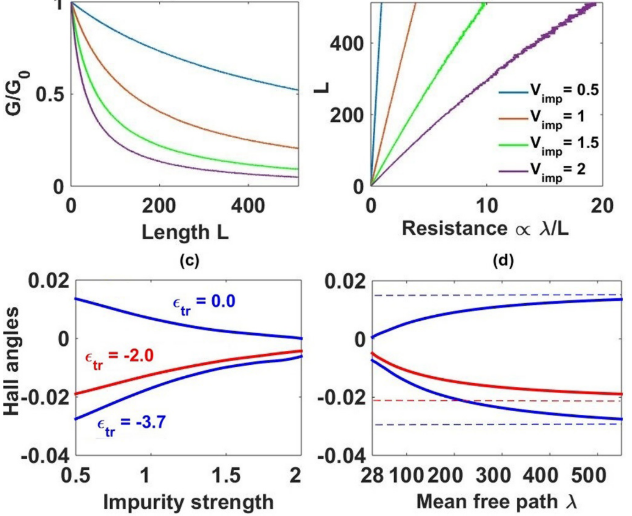 1
0.5
0
G/G0
0 200 400
Length L
400
200
0
L
Vimp= 0.5
Vimp= 1
Vimp= 1.5
Vimp= 2
0 10 20
Resistance ∝ λ/L
(c)
0.02
0
-0.02
-0.04
Hall angles
ϵtr = 0.0
ϵtr = -2.0
ϵtr = -3.7
0.5 1 1.5 2
Impurity strength
(d)
0.02
0
-0.02
-0.04
28 100 200 300 400 500
Mean free path λ